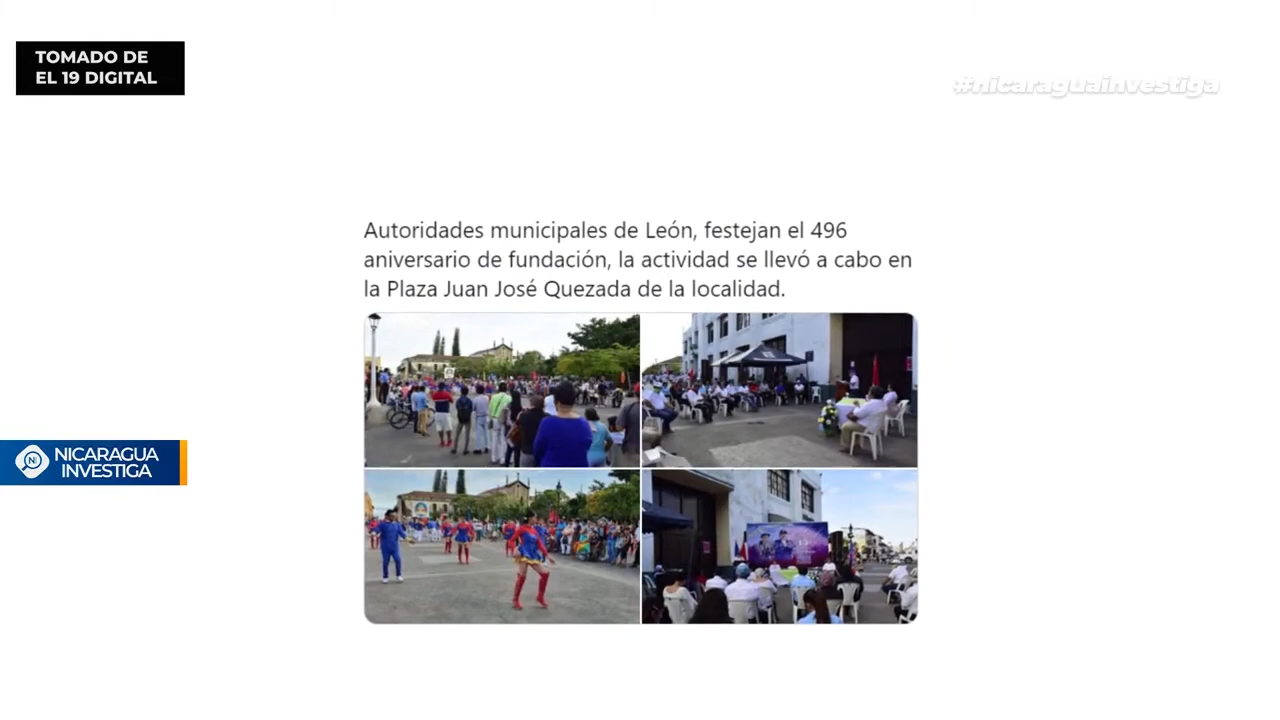 TOMADO DE
EL 19 DIGITAL
#nicaraguainvestiga
Autoridades municipales de León, festejan el 496
aniversario de fundación, la actividad se llevó a cabo en
la Plaza Juan José Quezada de la localidad.
NICARAGUA
INVESTIGA